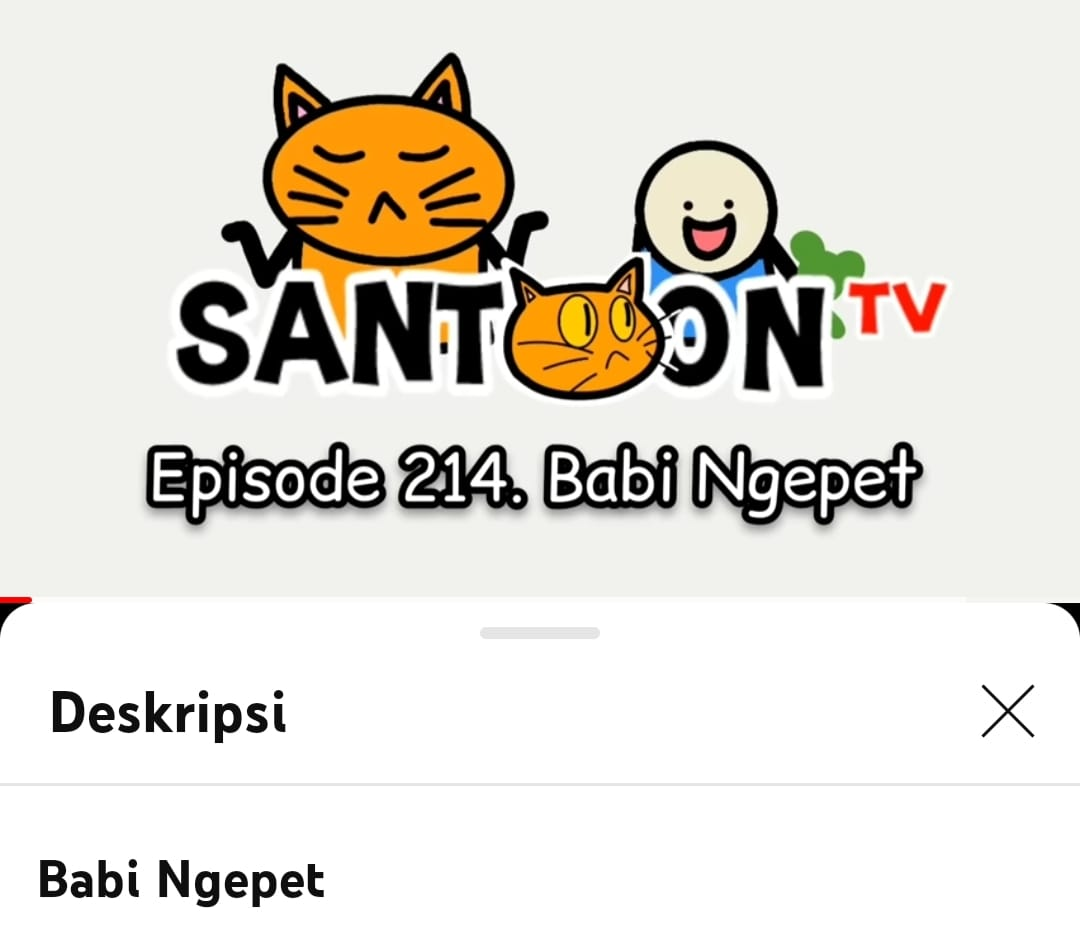 SANTOON TV
Episode 214. Babi Ngepet
Deskripsi
Babi Ngepet